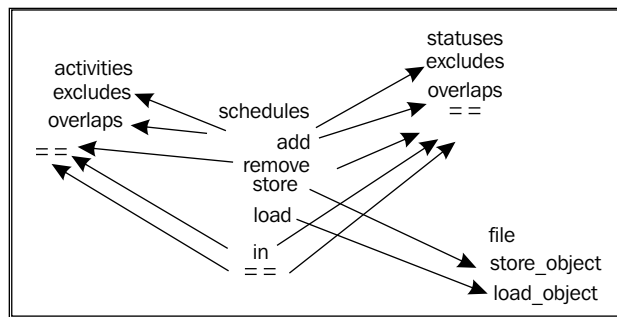 activities
excludes
overlaps
= =
schedules
add
remove
store
load
in
= =
statuses
excludes
overlaps
= =
file
store_object
load_object